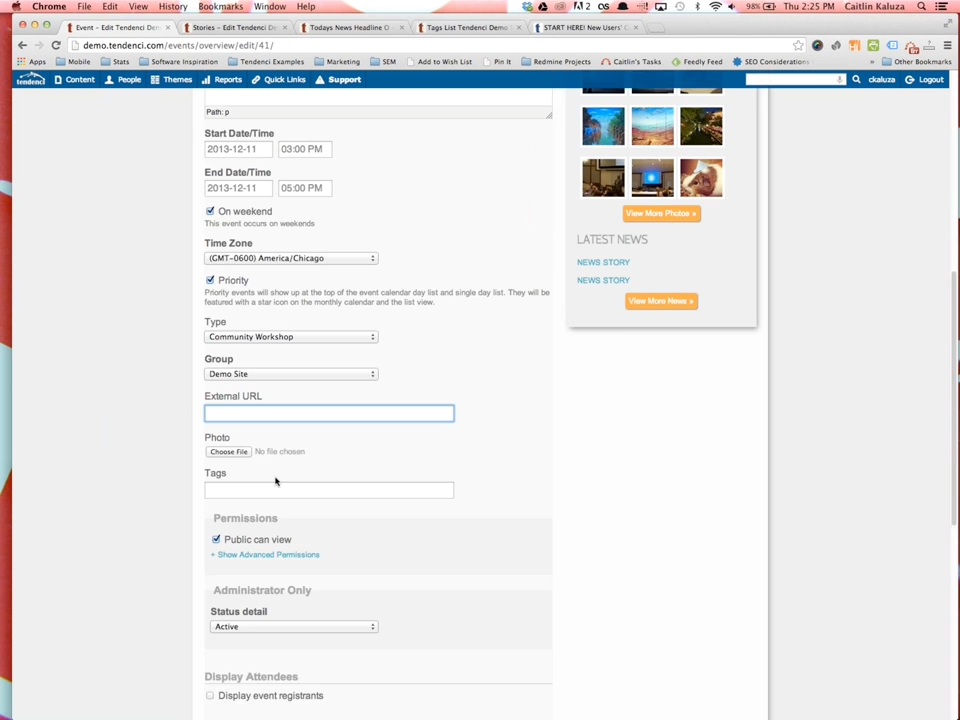 Chrome File Edit View History Bookmarks Window Help
2 98% Thu 2:25 PM Caitlin Kaluza
Event – Edit Tendenci Demo
Stories – Edit Tendenci De
Todays News Headline
Tags List Tendenci Demo
START HERE! New Users'
demo.tendenci.com/events/overview/edit/41/
Apps Mobile Stats Software Inspiration Tendenci Examples Marketing SEM Add to Wish List Pin It Redmine Projects Caitlin's Tasks Feedly Feed SEO Considerations » Other Bookmarks
tendenci Content People Themes Reports Quick Links Support ckaluza Logout
Path: p
Start Date/Time
2013-12-11 03:00 PM
End Date/Time
2013-12-11 05:00 PM
On weekend
This event occurs on weekends
Time Zone
(GMT-0600) America/Chicago
Priority
Priority events will show up at the top of the event calendar day list and single day list. They will be
featured with a star icon on the monthly calendar and the list view.
Type
Community Workshop
Group
Demo Site
External URL
Photo
Choose File No file chosen
Tags
Permissions
Public can view
+ Show Advanced Permissions
Administrator Only
Status detail
Active
Display Attendees
Display event registrants
View More Photos »
LATEST NEWS
NEWS STORY
NEWS STORY
View More News »